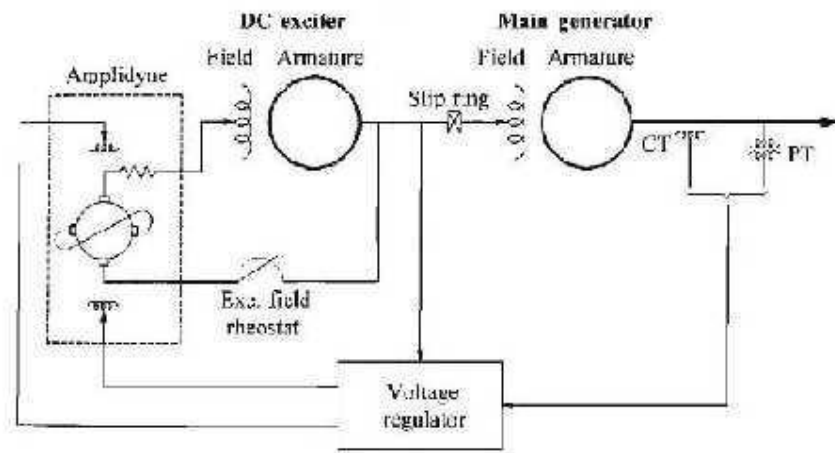 DC exciter
Main generator
Field
Armature
Field
Armature
Amplidyne
Slip ring
CT
PT
Exc. field
rheostat
Voltage
regulator